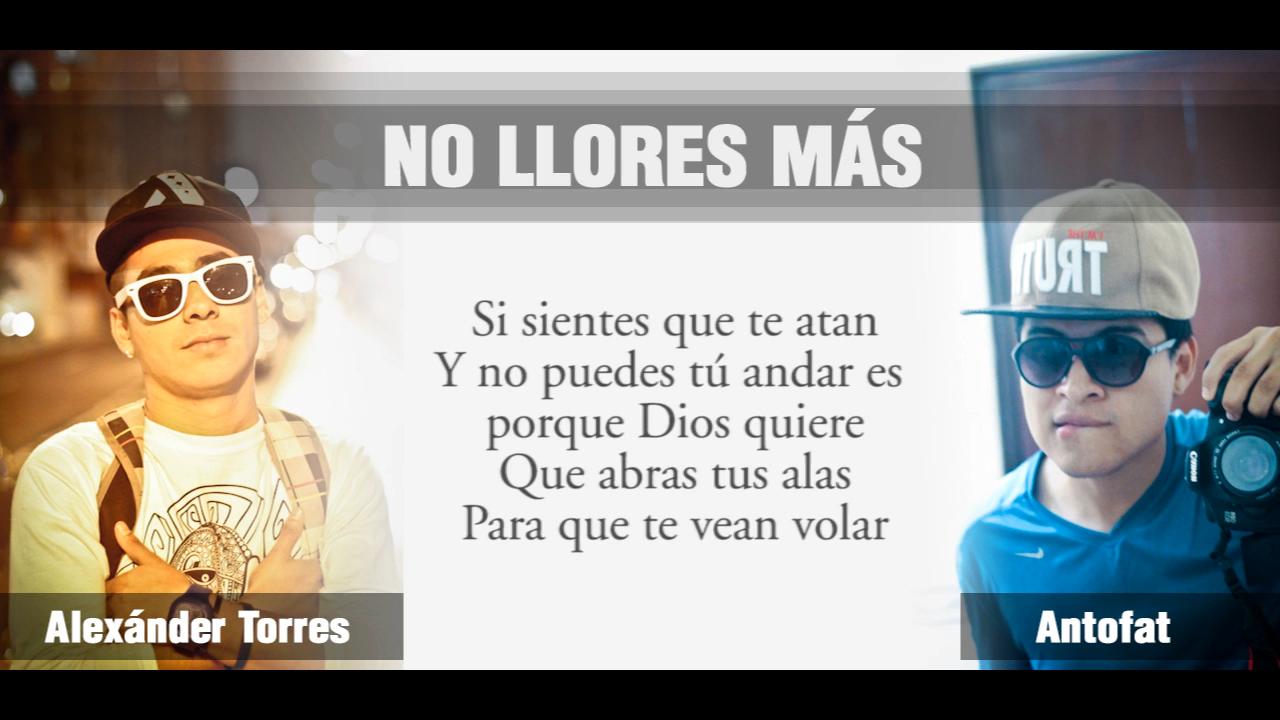 NO LLORES MÁS
TRUTH
Si sientes que te atan
Y no puedes tú andar es
porque Dios quiere
Que abras tus alas
Para que te vean volar
Canon
Alexánder Torres
Antofat